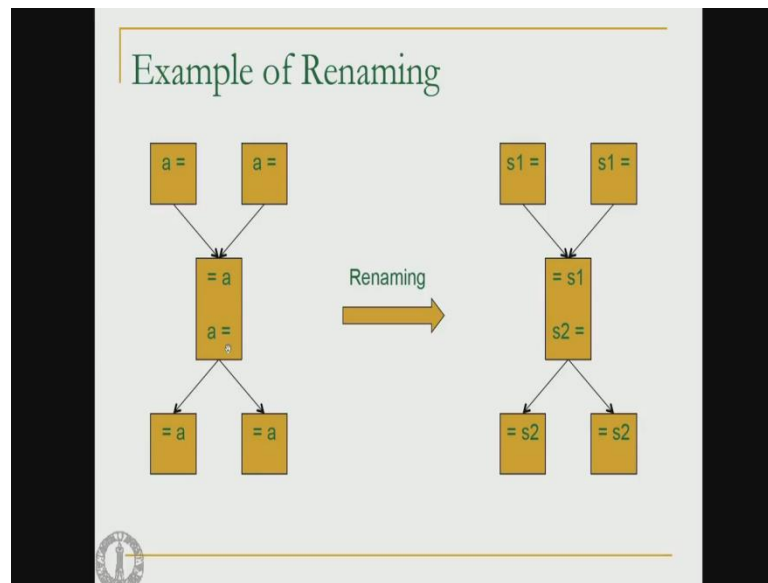 Example of Renaming
a =
a =
s1 =
s1 =
= a
a =
Renaming
= s1
s2 =
= a
= a
= s2
= s2